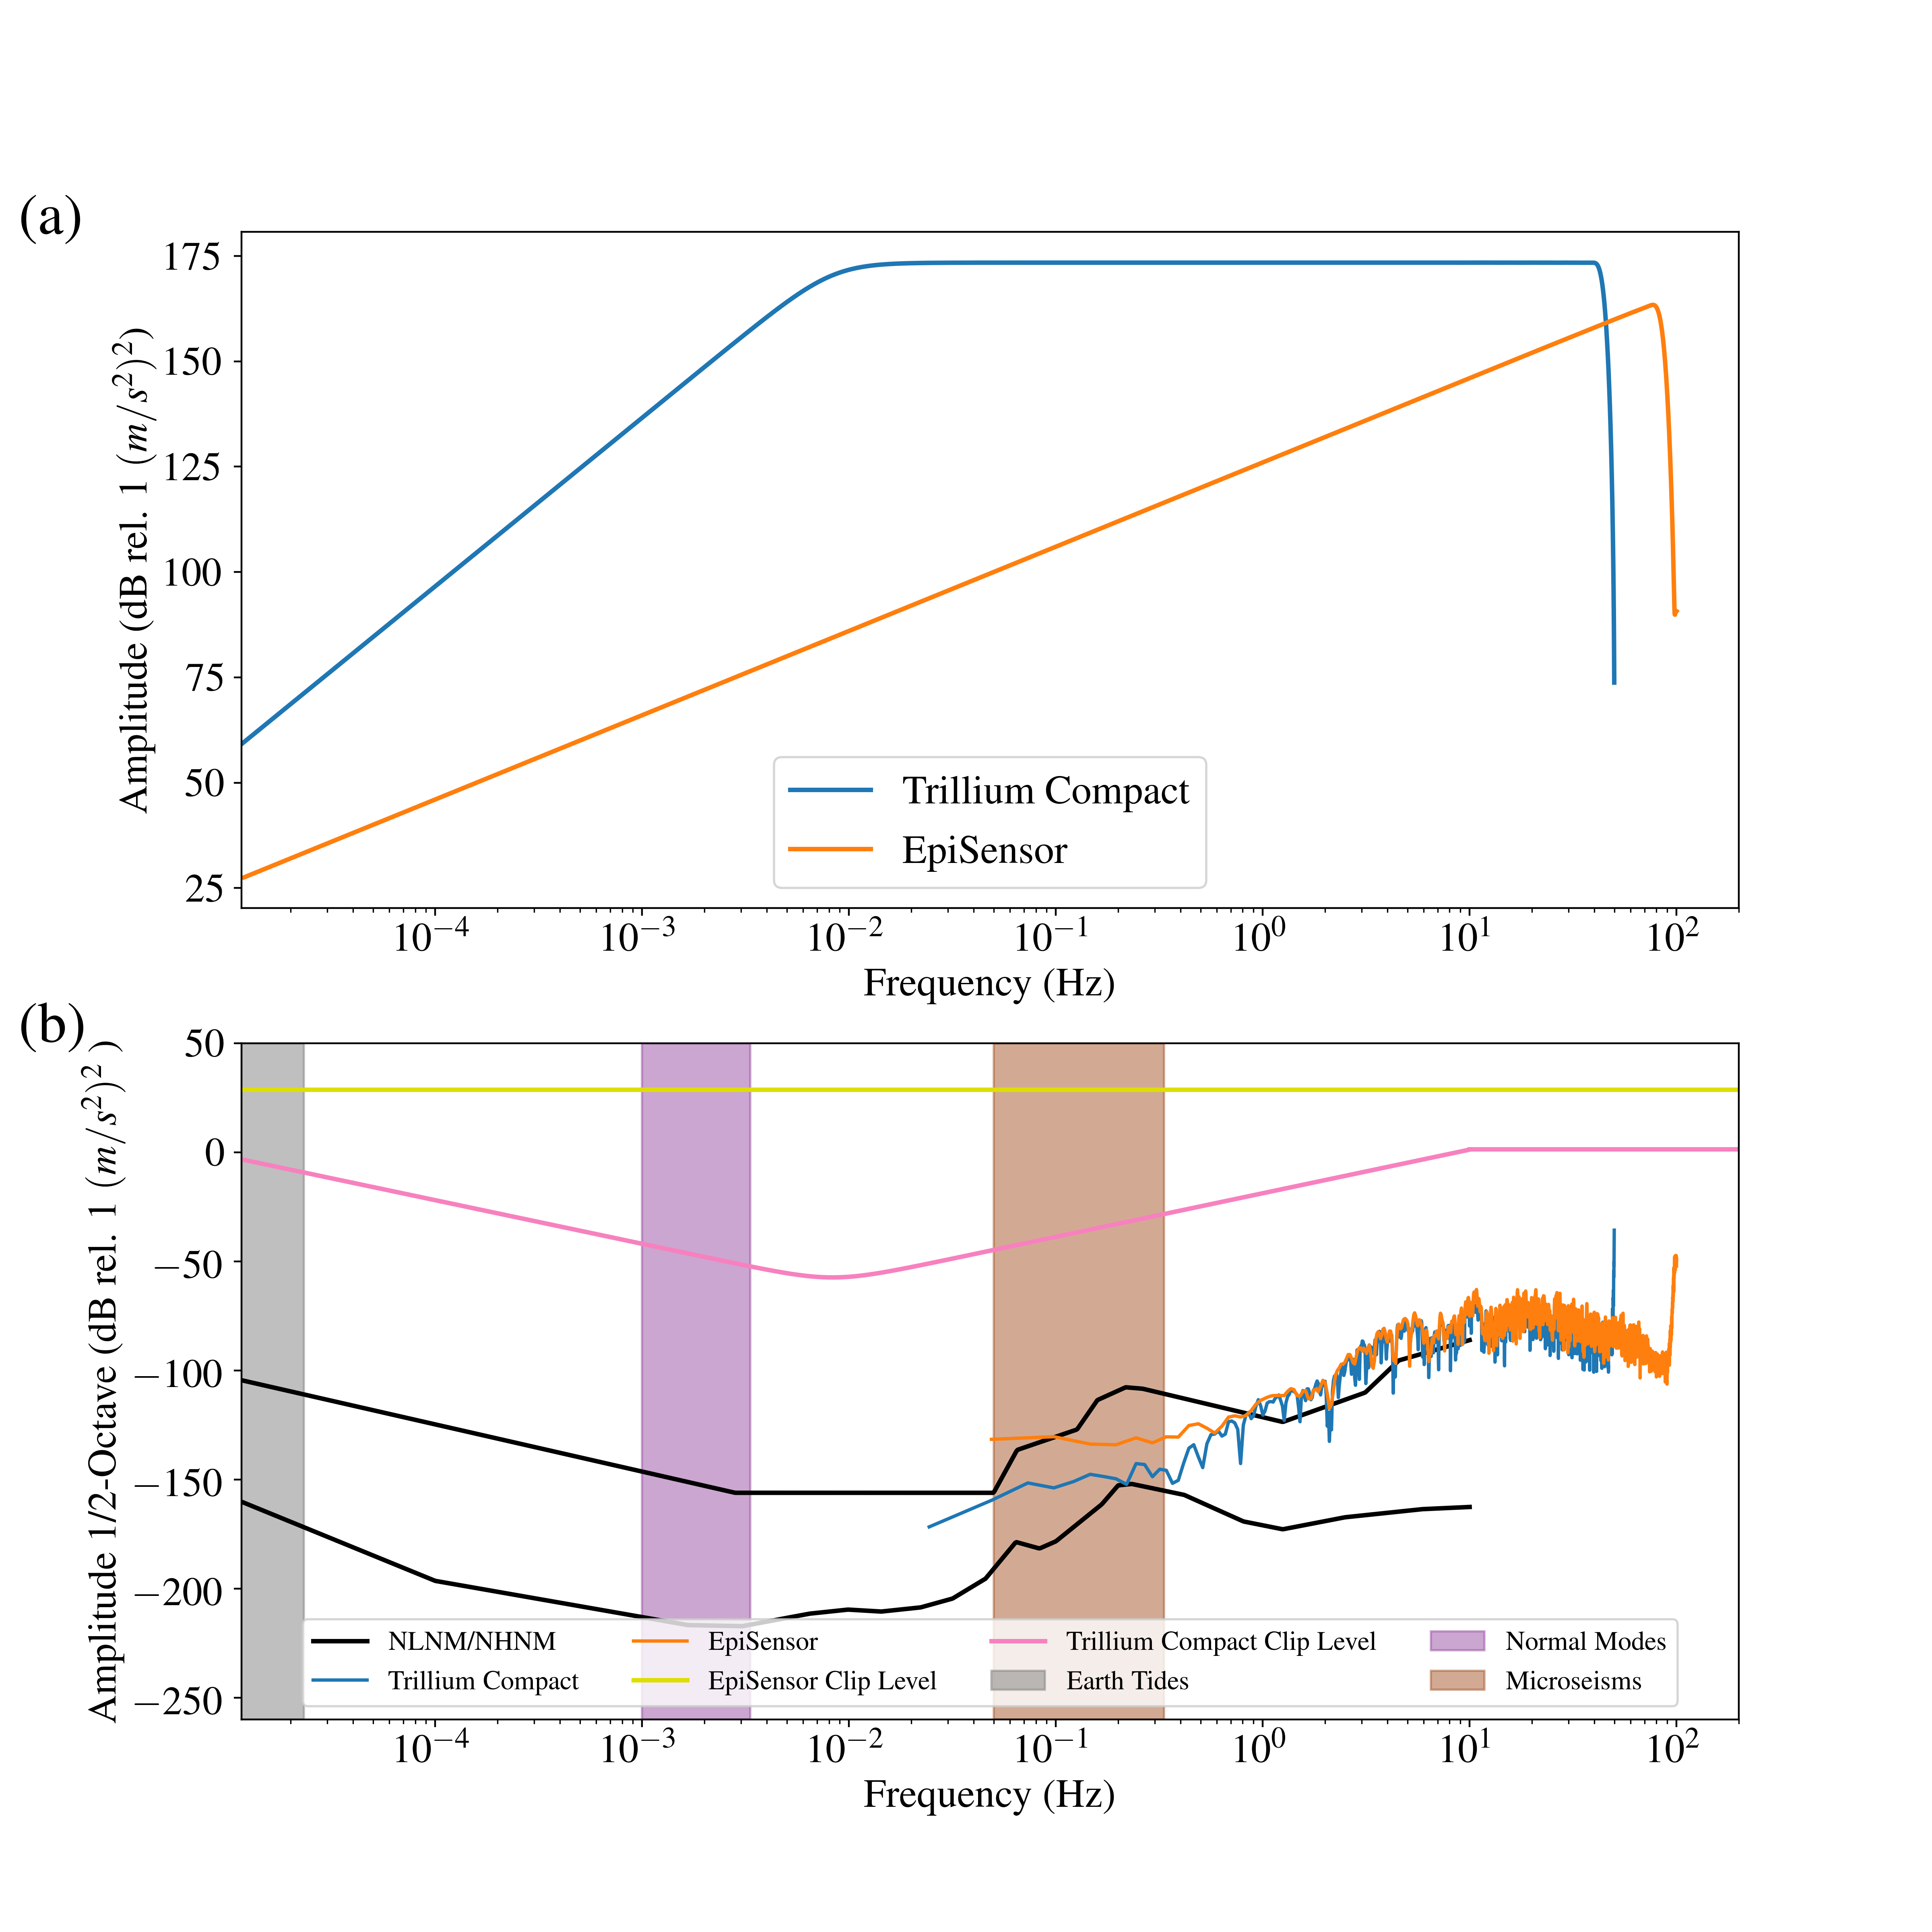 (a)
Amplitude (dB rel. 1 (m/s²)²)
175
150
125
100
75
50
25
Trillium Compact
EpiSensor
10⁻⁴ 10⁻³ 10⁻² 10⁻¹ 10⁰ 10¹ 10²
Frequency (Hz)
(b)
Amplitude 1/2-Octave (dB rel. 1 (m/s²)²)
50
0
−50
−100
−150
−200
−250
NLNM/NHNM EpiSensor Trillium Compact Clip Level Normal Modes
Trillium Compact EpiSensor Clip Level Earth Tides Microseisms
10⁻⁴ 10⁻³ 10⁻² 10⁻¹ 10⁰ 10¹ 10²
Frequency (Hz)